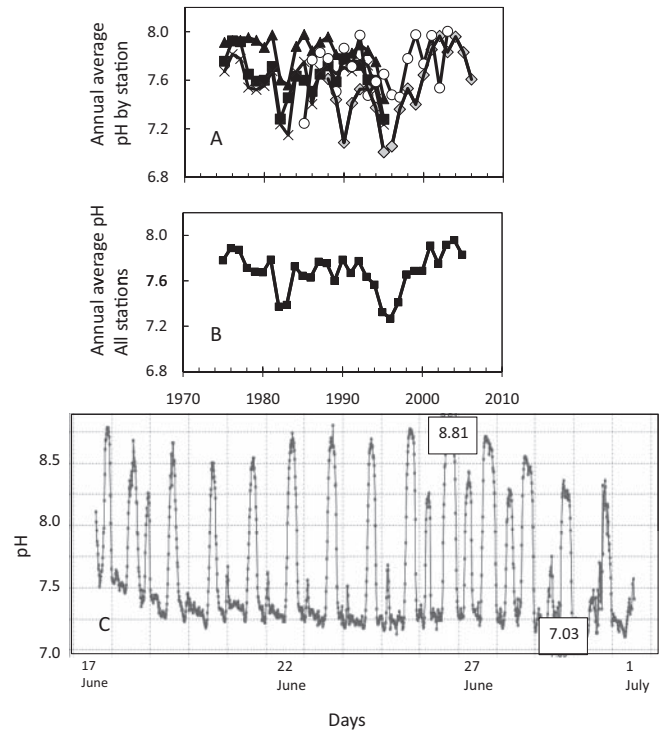 Annual average
pH by station
8.0
7.6
7.2
6.8
A
Annual average pH
All stations
8.0
7.6
7.2
6.8
B
1970
1980
1990
2000
2010
pH
8.5
8.0
7.5
7.0
8.81
7.03
C
17
June
22
June
27
June
1
July
Days